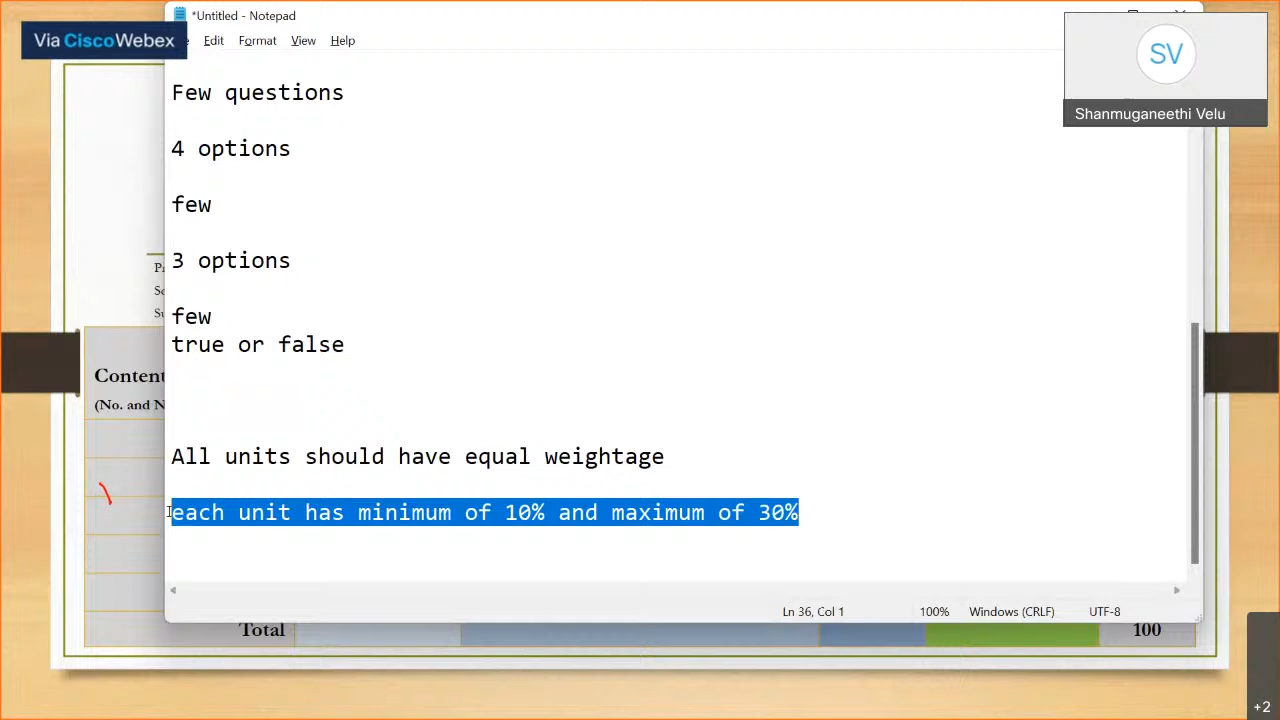 *Untitled - Notepad
Via CiscoWebex
Edit Format View Help
SV
Shanmuganeethi Velu
Few questions
4 options
few
3 options
few
true or false
All units should have equal weightage
each unit has minimum of 10% and maximum of 30%
Content
(No. and N
Ln 36, Col 1 100% Windows (CRLF) UTF-8
Total 100
+2